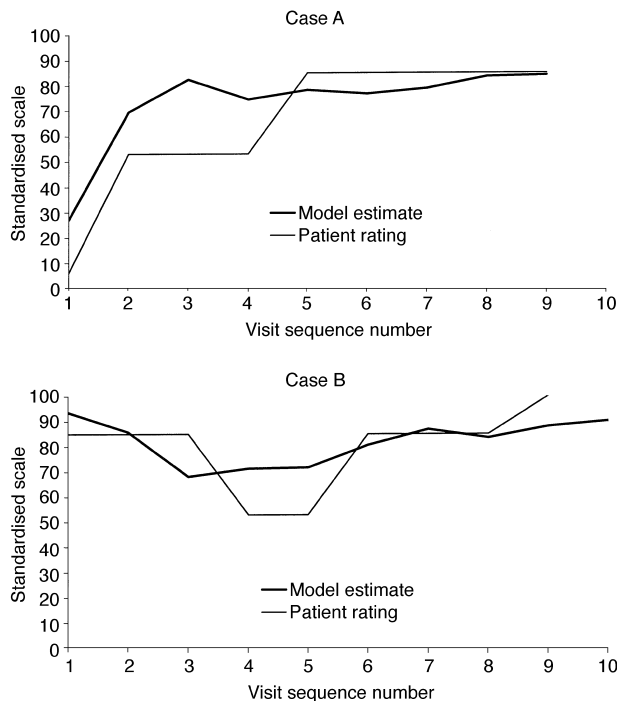 Case A
100
90
80
70
60
50
40
30
20
10
0
Standardised scale
Model estimate
Patient rating
1 2 3 4 5 6 7 8 9 10
Visit sequence number
Case B
100
90
80
70
60
50
40
30
20
10
0
Standardised scale
Model estimate
Patient rating
1 2 3 4 5 6 7 8 9 10
Visit sequence number